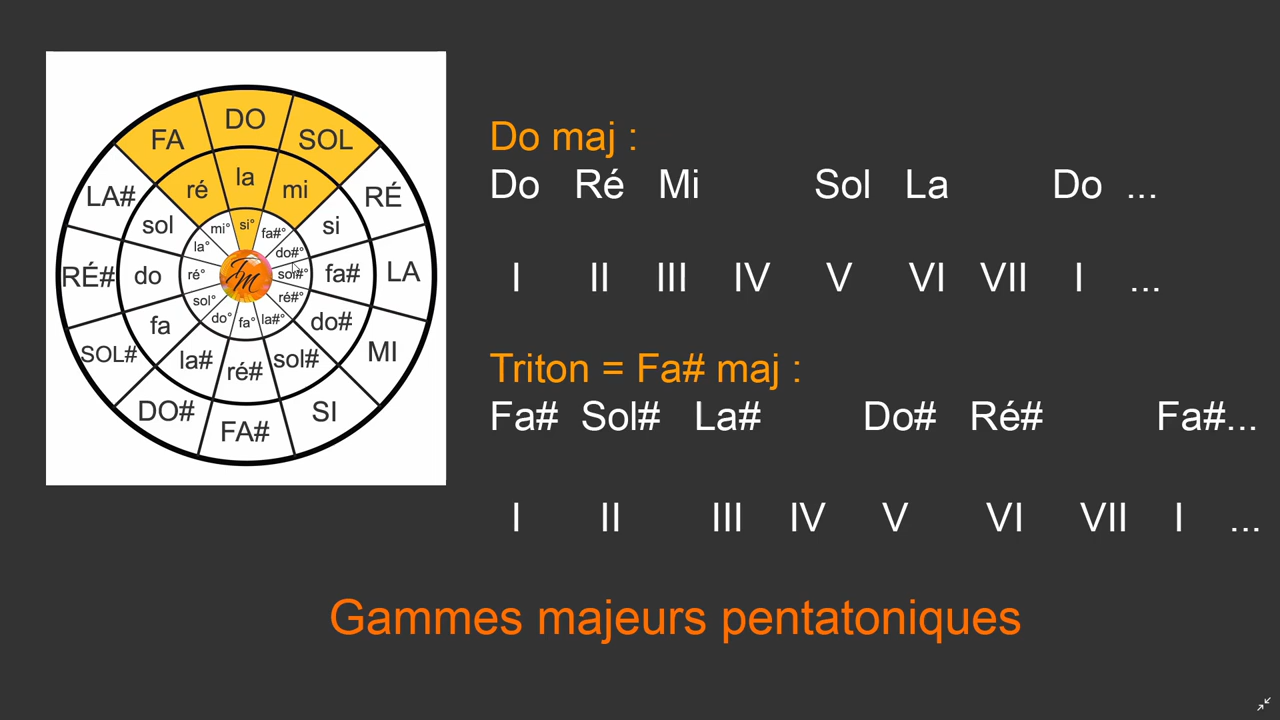 DO
FA
SOL
la
ré
mi
LA#
RÉ
sol
si
si°
mi°
fa#°
la°
do#°
RÉ#
do
ré°
sol#°
fa#
LA
JM
sol°
ré#°
do°
fa°
la#°
fa
do#
SOL#
MI
la#
ré#
sol#
DO#
FA#
SI
Do maj :
Do Ré Mi Sol La Do ...
I II III IV V VI VII I ...
Triton = Fa# maj :
Fa# Sol# La# Do# Ré# Fa#...
I II III IV V VI VII I ...
Gammes majeurs pentatoniques